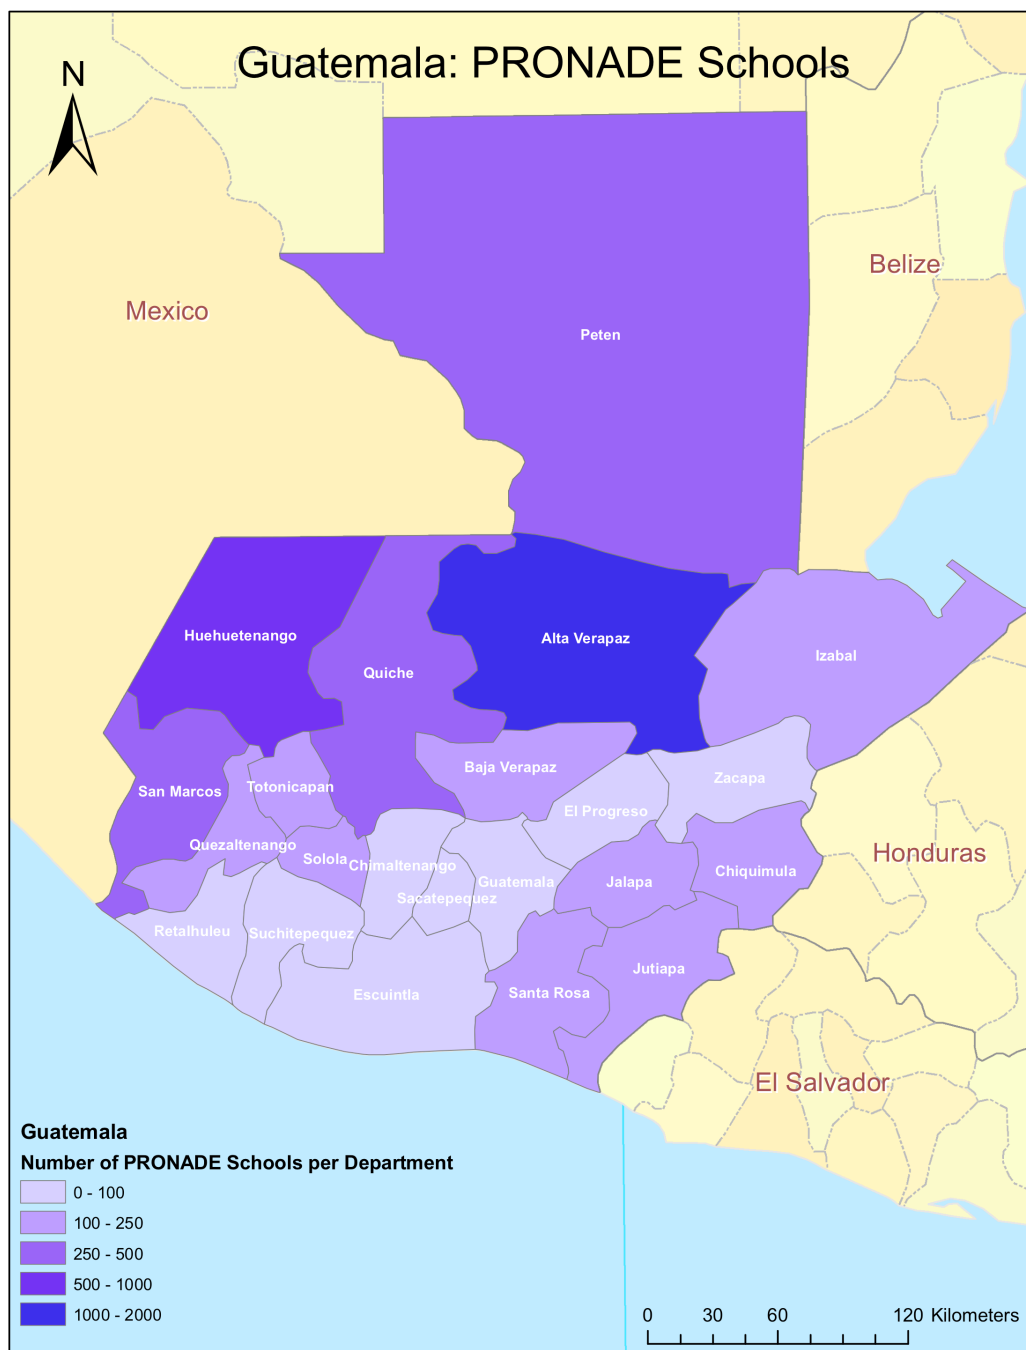 Guatemala: PRONADE Schools
N
Belize
Mexico
Peten
Huehuetenango
Alta Verapaz
Izabal
Quiche
Baja Verapaz
Zacapa
San Marcos
Totonicapan
El Progreso
Quezaltenango
Solola
Chimaltenango
Honduras
Chiquimula
Guatemala
Jalapa
Sacatepequez
Retalhuleu
Suchitepequez
Jutiapa
Escuintla
Santa Rosa
El Salvador
Guatemala
Number of PRONADE Schools per Department
0 - 100
100 - 250
250 - 500
500 - 1000
1000 - 2000
0 30 60 120 Kilometers